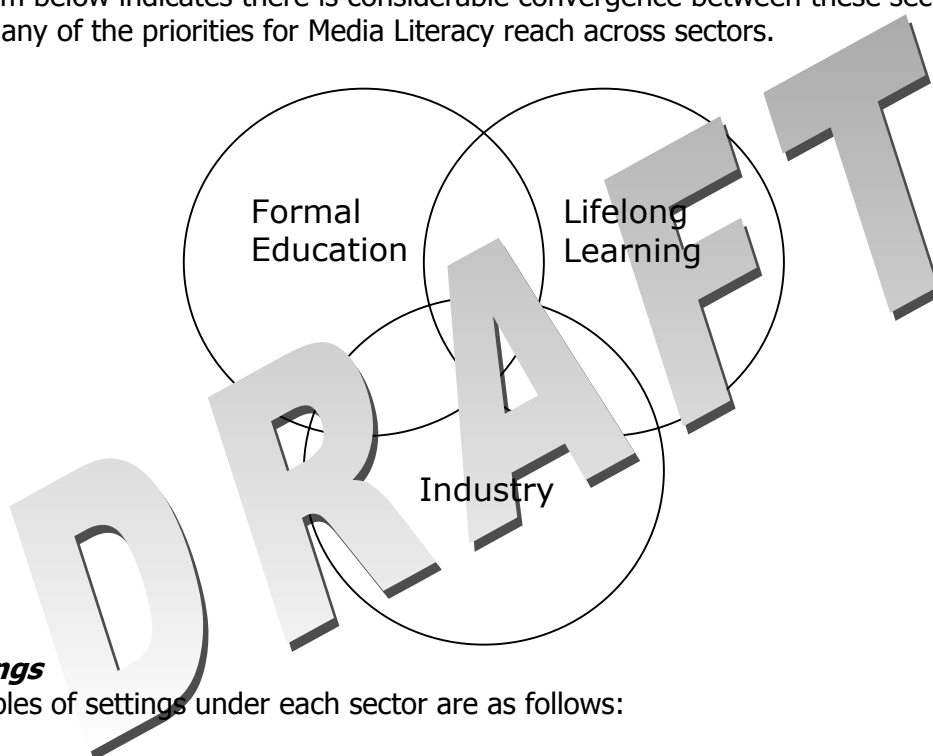 m below indicates there is considerable convergence between these sec
any of the priorities for Media Literacy reach across sectors.
Formal
Education
Lifelong
Learning
Industry
DRAFT
ngs
ples of settings under each sector are as follows: